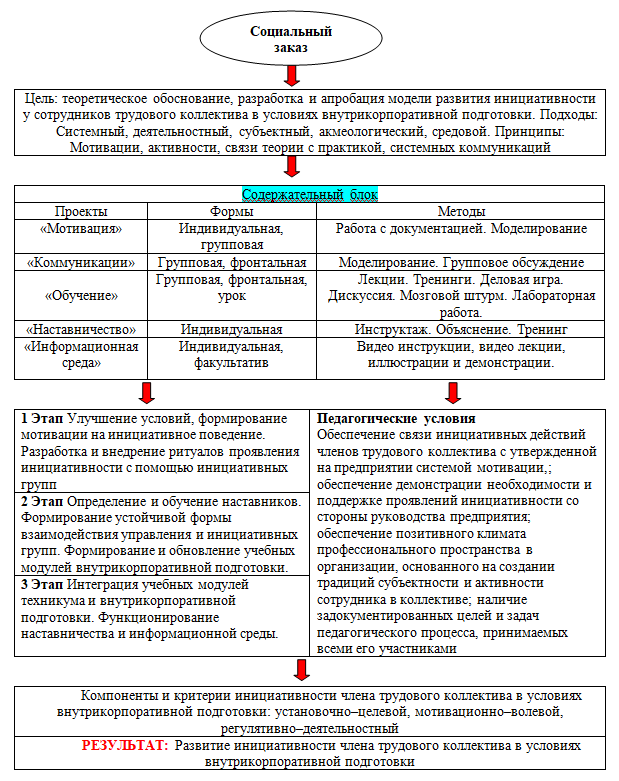 Социальный
заказ
Цель: теоретическое обоснование, разработка и апробация модели развития инициативности
у сотрудников трудового коллектива в условиях внутрикорпоративной подготовки. Подходы:
Системный, деятельностный, субъектный, акмеологический, средовой. Принципы:
Мотивации, активности, связи теории с практикой, системных коммуникаций
Содержательный блок
Проекты
Формы
Методы
«Мотивация»
Индивидуальная,
групповая
Работа с документацией. Моделирование
«Коммуникации»
Групповая, фронтальная
Моделирование. Групповое обсуждение
«Обучение»
Групповая, фронтальная,
урок
Лекции. Тренинги. Деловая игра.
Дискуссия. Мозговой штурм. Лабораторная
работа.
«Наставничество»
Индивидуальная
Инструктаж. Объяснение. Тренинг
«Информационная
среда»
Индивидуальная,
факультатив
Видео инструкции, видео лекции,
иллюстрации и демонстрации.
1 Этап Улучшение условий, формирование
мотивации на инициативное поведение.
Разработка и внедрение ритуалов проявления
инициативности с помощью инициативных
групп
2 Этап Определение и обучение наставников.
Формирование устойчивой формы
взаимодействия управления и инициативных
групп. Формирование и обновление учебных
модулей внутрикорпоративной подготовки.
3 Этап Интеграция учебных модулей
техникума и внутрикорпоративной
подготовки. Функционирование
наставничества и информационной среды.
Педагогические условия
Обеспечение связи инициативных действий
членов трудового коллектива с утвержденной
на предприятии системой мотивации,;
обеспечение демонстрации необходимости и
поддержке проявлений инициативности со
стороны руководства предприятия;
обеспечение позитивного климата
профессионального пространства в
организации, основанного на создании
традиций субъектности и активности
сотрудника в коллективе; наличие
задокументированных целей и задач
педагогического процесса, принимаемых
всеми его участниками
Компоненты и критерии инициативности члена трудового коллектива в условиях
внутрикорпоративной подготовки: установочно–целевой, мотивационно–волевой,
регулятивно–деятельностный
РЕЗУЛЬТАТ: Развитие инициативности члена трудового коллектива в условиях
внутрикорпоративной подготовки